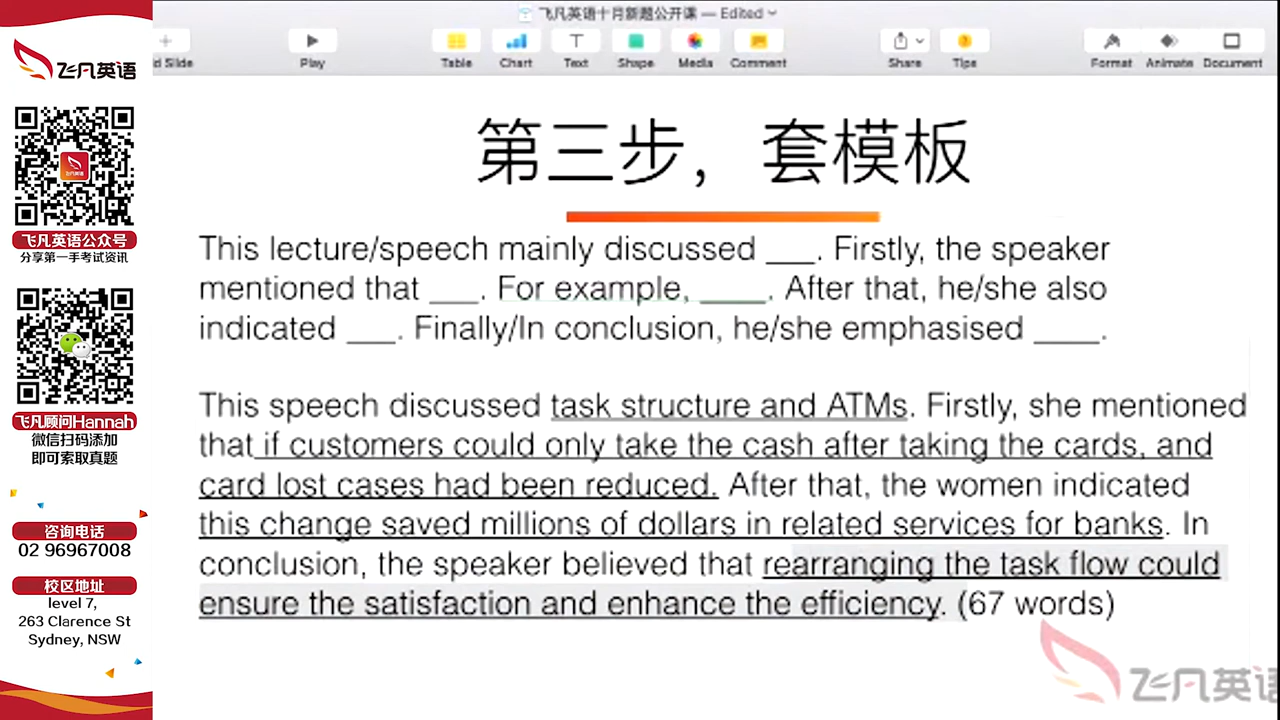 飞凡英语十月新题公开课 — Edited
d Slide
Play
Table
Chart
Text
Shape
Media
Comment
Share
Tips
Format
Animate
Document
飞凡英语
飞凡英语公众号
分享第一手考试资讯
飞凡顾问Hannah
微信扫码添加
即可索取真题
咨询电话
02 96967008
校区地址
level 7,
263 Clarence St
Sydney, NSW
第三步，套模板
This lecture/speech mainly discussed ___. Firstly, the speaker
mentioned that ___. For example, ____. After that, he/she also
indicated ___. Finally/In conclusion, he/she emphasised ____.
This speech discussed task structure and ATMs. Firstly, she mentioned
that if customers could only take the cash after taking the cards, and
card lost cases had been reduced. After that, the women indicated
this change saved millions of dollars in related services for banks. In
conclusion, the speaker believed that rearranging the task flow could
ensure the satisfaction and enhance the efficiency. (67 words)
飞凡英语